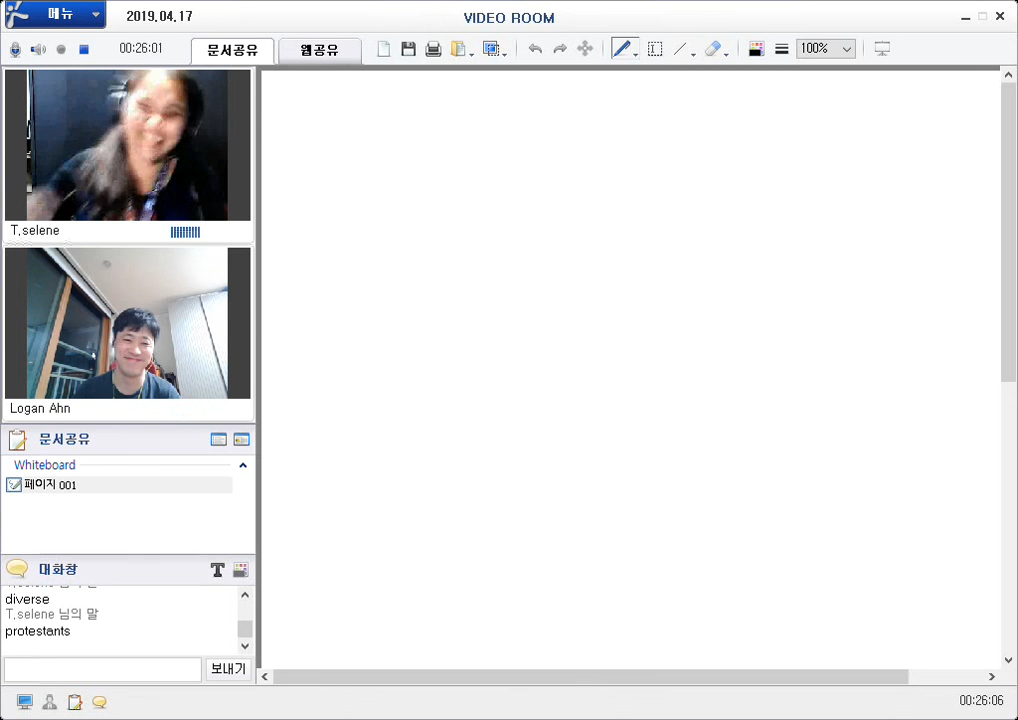 메뉴
2019.04.17
VIDEO ROOM
00:26:01
문서공유
웹공유
100%
T.selene
Logan Ahn
문서공유
Whiteboard
페이지 001
대화창
diverse
T.selene 님의 말
protestants
보내기
00:26:06